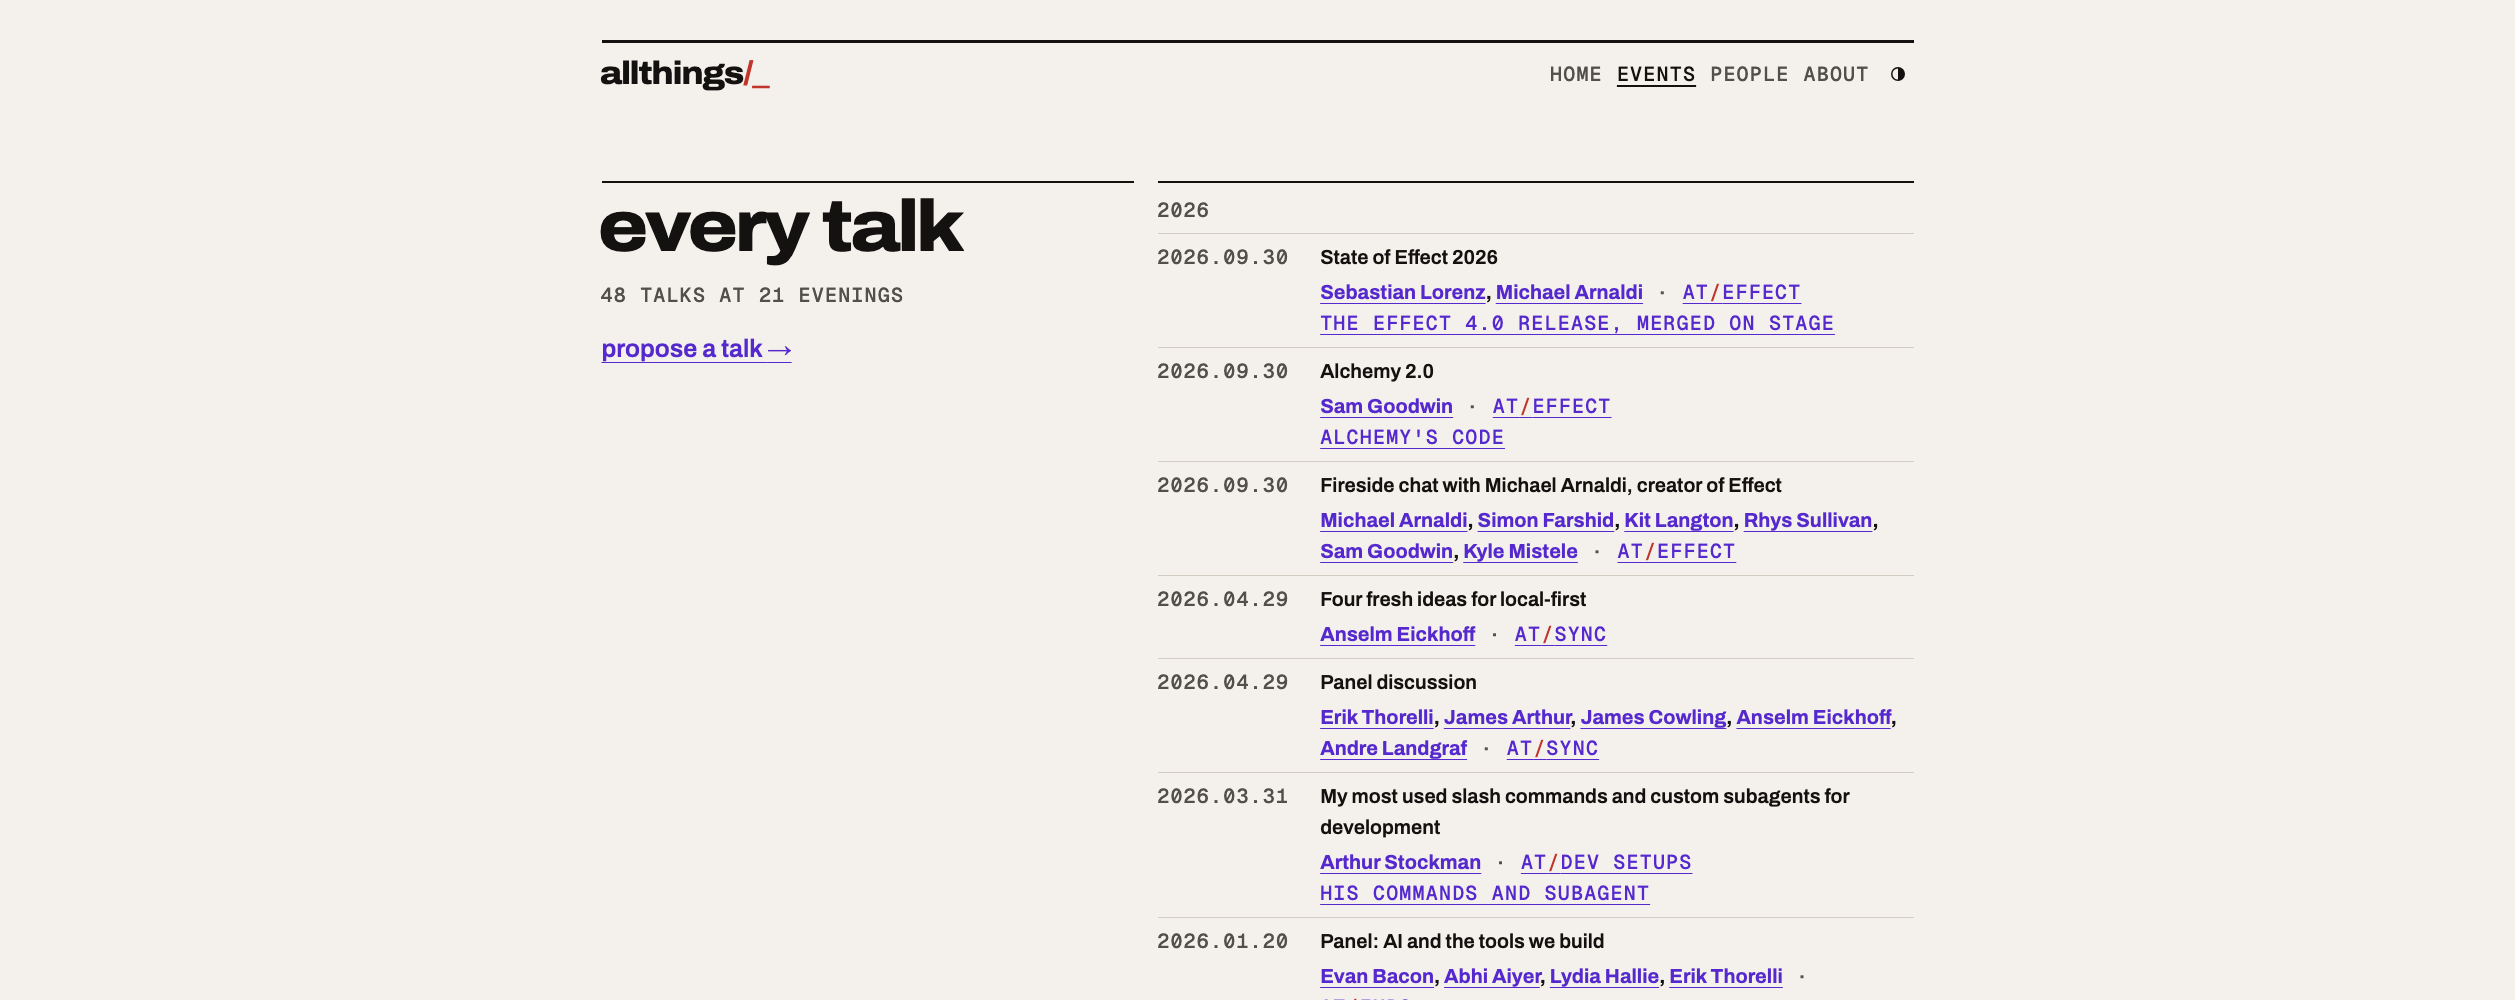 allthings/_
HOME EVENTS PEOPLE ABOUT
every talk
48 TALKS AT 21 EVENINGS
propose a talk →
2026
2026.09.30 State of Effect 2026
Sebastian Lorenz, Michael Arnaldi · AT/EFFECT
THE EFFECT 4.0 RELEASE, MERGED ON STAGE
2026.09.30 Alchemy 2.0
Sam Goodwin · AT/EFFECT
ALCHEMY'S CODE
2026.09.30 Fireside chat with Michael Arnaldi, creator of Effect
Michael Arnaldi, Simon Farshid, Kit Langton, Rhys Sullivan,
Sam Goodwin, Kyle Mistele · AT/EFFECT
2026.04.29 Four fresh ideas for local-first
Anselm Eickhoff · AT/SYNC
2026.04.29 Panel discussion
Erik Thorelli, James Arthur, James Cowling, Anselm Eickhoff,
Andre Landgraf · AT/SYNC
2026.03.31 My most used slash commands and custom subagents for
development
Arthur Stockman · AT/DEV SETUPS
HIS COMMANDS AND SUBAGENT
2026.01.20 Panel: AI and the tools we build
Evan Bacon, Abhi Aiyer, Lydia Hallie, Erik Thorelli ·